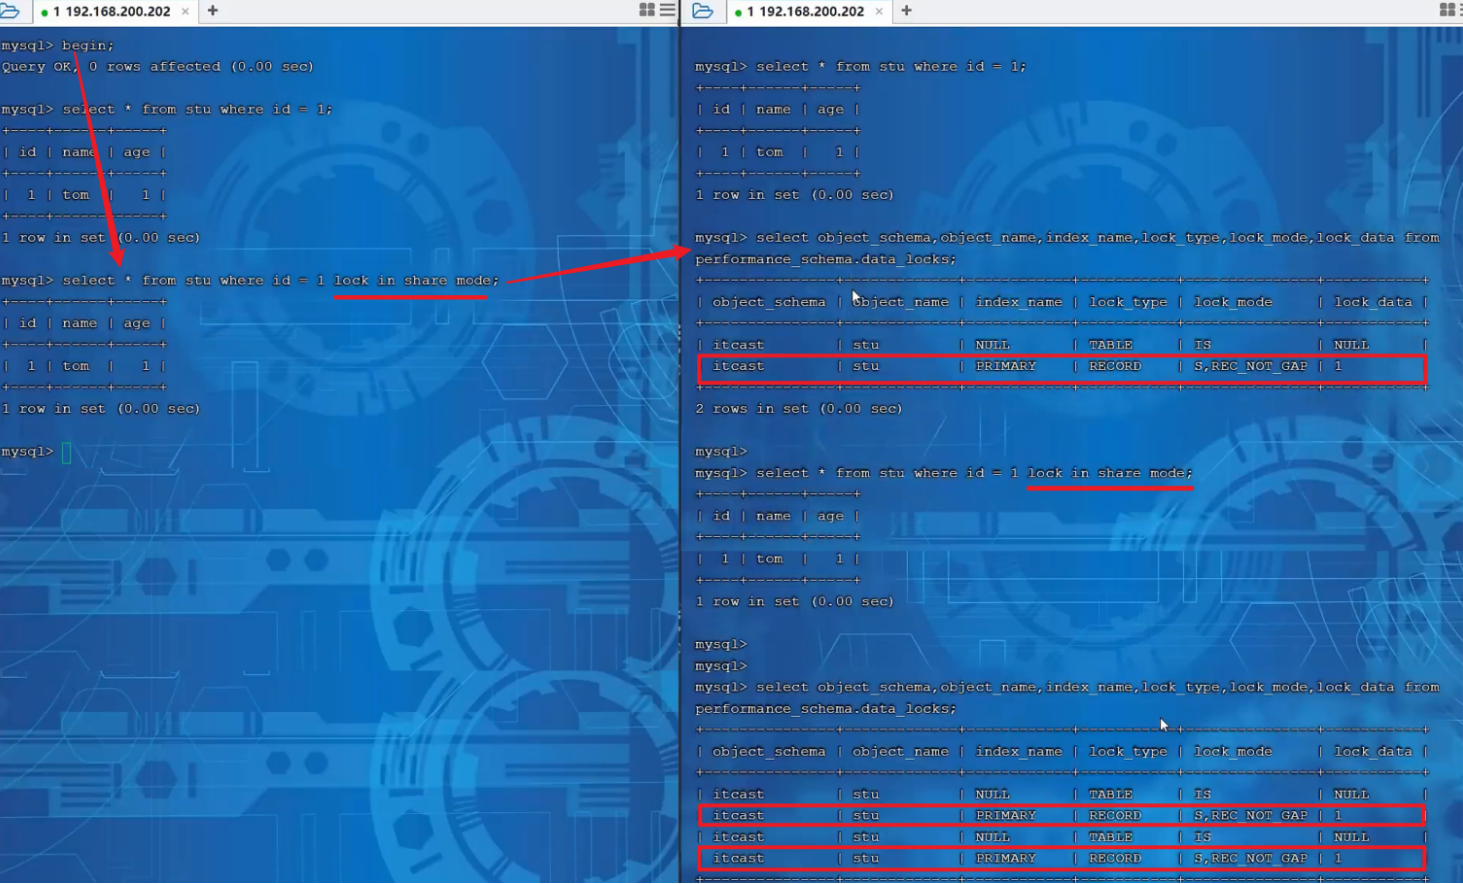 1 192.168.200.202 × +
mysql> begin;
Query OK, 0 rows affected (0.00 sec)
mysql> select * from stu where id = 1;
+----+------+-----+
| id | name | age |
+----+------+-----+
| 1 | tom | 1 |
+----+------+-----+
1 row in set (0.00 sec)
mysql> select * from stu where id = 1 lock in share mode;
+----+------+-----+
| id | name | age |
+----+------+-----+
| 1 | tom | 1 |
+----+------+-----+
1 row in set (0.00 sec)
mysql>
1 192.168.200.202 × +
mysql> select * from stu where id = 1;
+----+------+-----+
| id | name | age |
+----+------+-----+
| 1 | tom | 1 |
+----+------+-----+
1 row in set (0.00 sec)
mysql> select object_schema,object_name,index_name,lock_type,lock_mode,lock_data from
performance_schema.data_locks;
+---------------+-------------+------------+-----------+---------------+-----------+
| object_schema | object_name | index_name | lock_type | lock_mode | lock_data |
+---------------+-------------+------------+-----------+---------------+-----------+
| itcast | stu | NULL | TABLE | IS | NULL |
| itcast | stu | PRIMARY | RECORD | S,REC_NOT_GAP | 1 |
+---------------+-------------+------------+-----------+---------------+-----------+
2 rows in set (0.00 sec)
mysql>
mysql> select * from stu where id = 1 lock in share mode;
+----+------+-----+
| id | name | age |
+----+------+-----+
| 1 | tom | 1 |
+----+------+-----+
1 row in set (0.00 sec)
mysql>
mysql>
mysql> select object_schema,object_name,index_name,lock_type,lock_mode,lock_data from
performance_schema.data_locks;
+---------------+-------------+------------+-----------+---------------+-----------+
| object_schema | object_name | index_name | lock_type | lock_mode | lock_data |
+---------------+-------------+------------+-----------+---------------+-----------+
| itcast | stu | NULL | TABLE | IS | NULL |
| itcast | stu | PRIMARY | RECORD | S,REC_NOT_GAP | 1 |
| itcast | stu | NULL | TABLE | IS | NULL |
| itcast | stu | PRIMARY | RECORD | S,REC_NOT_GAP | 1 |
+---------------+-------------+------------+-----------+---------------+-----------+